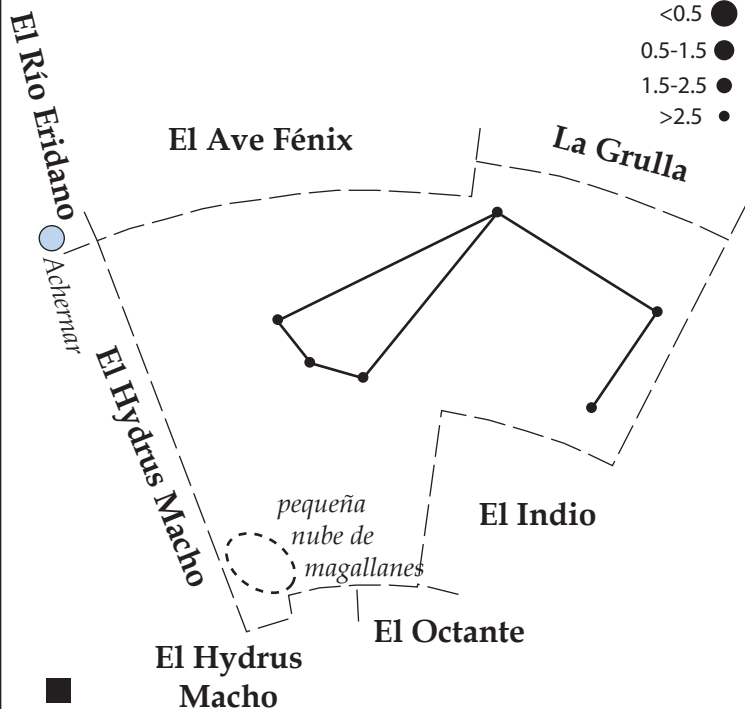 <0.5
0.5-1.5
1.5-2.5
>2.5
El Río Eridano
El Ave Fénix
La Grulla
Achernar
El Hydrus Macho
pequeña
nube de
magallanes
El Indio
El Octante
El Hydrus
Macho